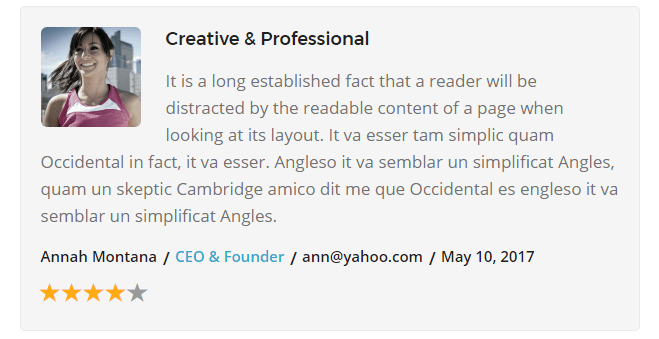 Creative & Professional
It is a long established fact that a reader will be
distracted by the readable content of a page when
looking at its layout. It va esser tam simplic quam
Occidental in fact, it va esser. Angleso it va semblar un simplificat Angles,
quam un skeptic Cambridge amico dit me que Occidental es engleso it va
semblar un simplificat Angles.
Annah Montana / CEO & Founder / ann@yahoo.com / May 10, 2017